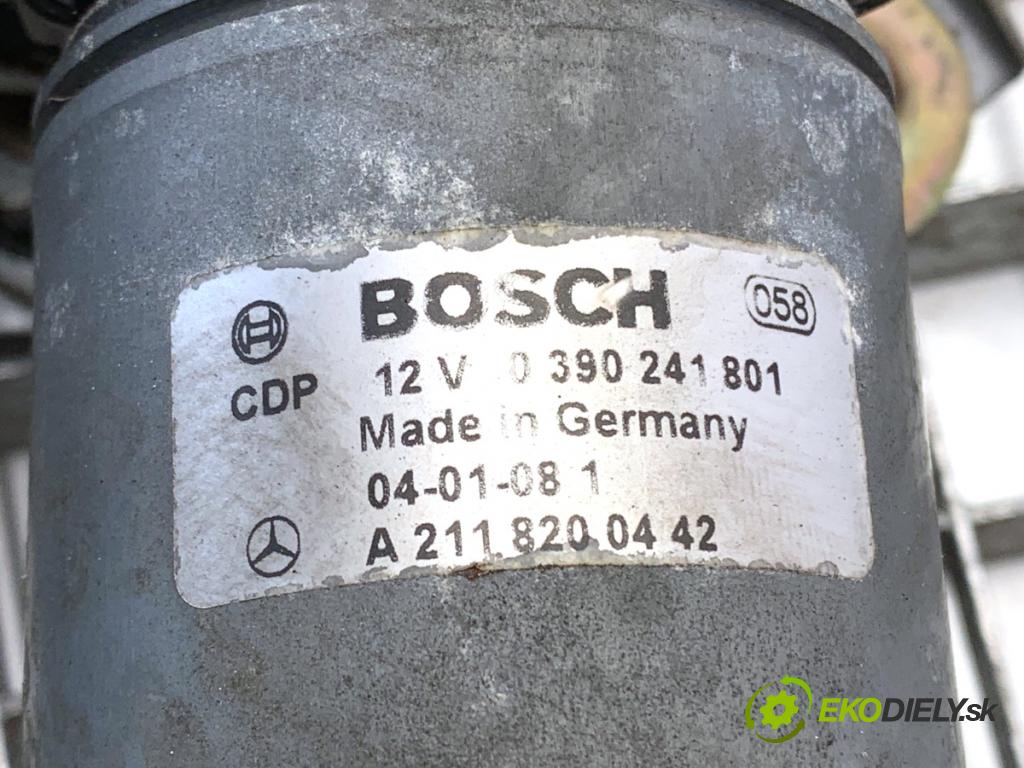 BOSCH 058
CDP 12 V 0 390 241 801
Made in Germany
04-01-08 1
A 211 820 04 42
EKODIELY.sk